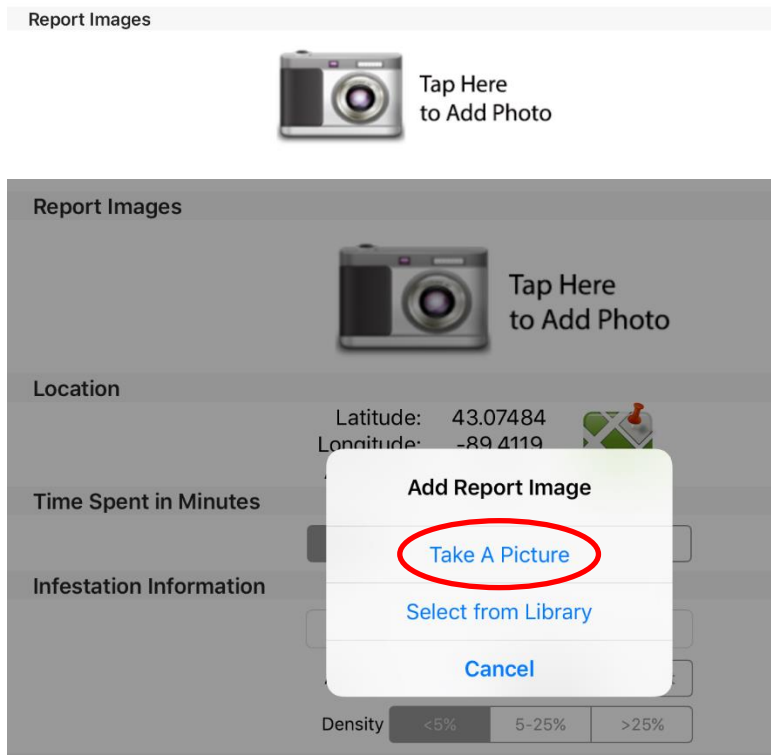 Report Images
Tap Here
to Add Photo
Report Images
Tap Here
to Add Photo
Location
Latitude: 43.07484
Longitude: -89.4119
Add Report Image
Time Spent in Minutes
Take A Picture
Infestation Information
Select from Library
Cancel
Density <5% 5-25% >25%